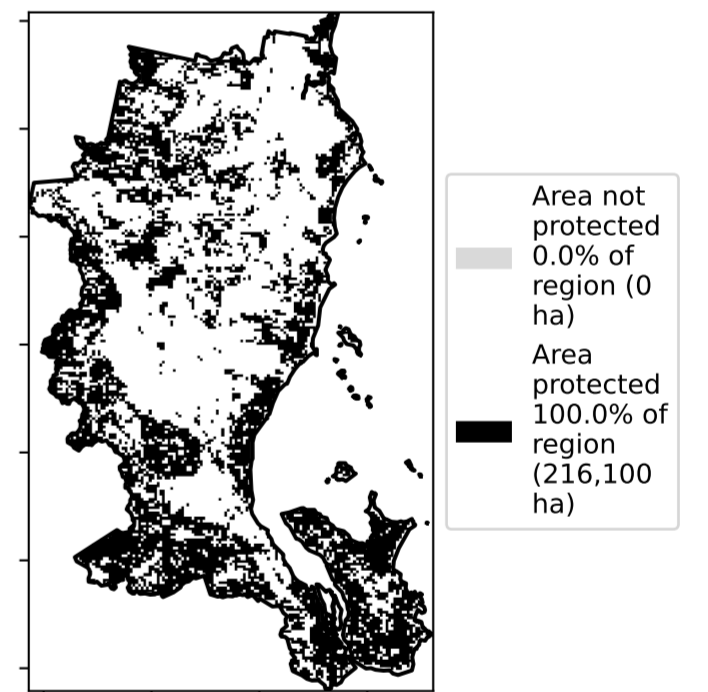 Area not
protected
0.0% of
region (0
ha)
Area
protected
100.0% of
region
(216,100
ha)